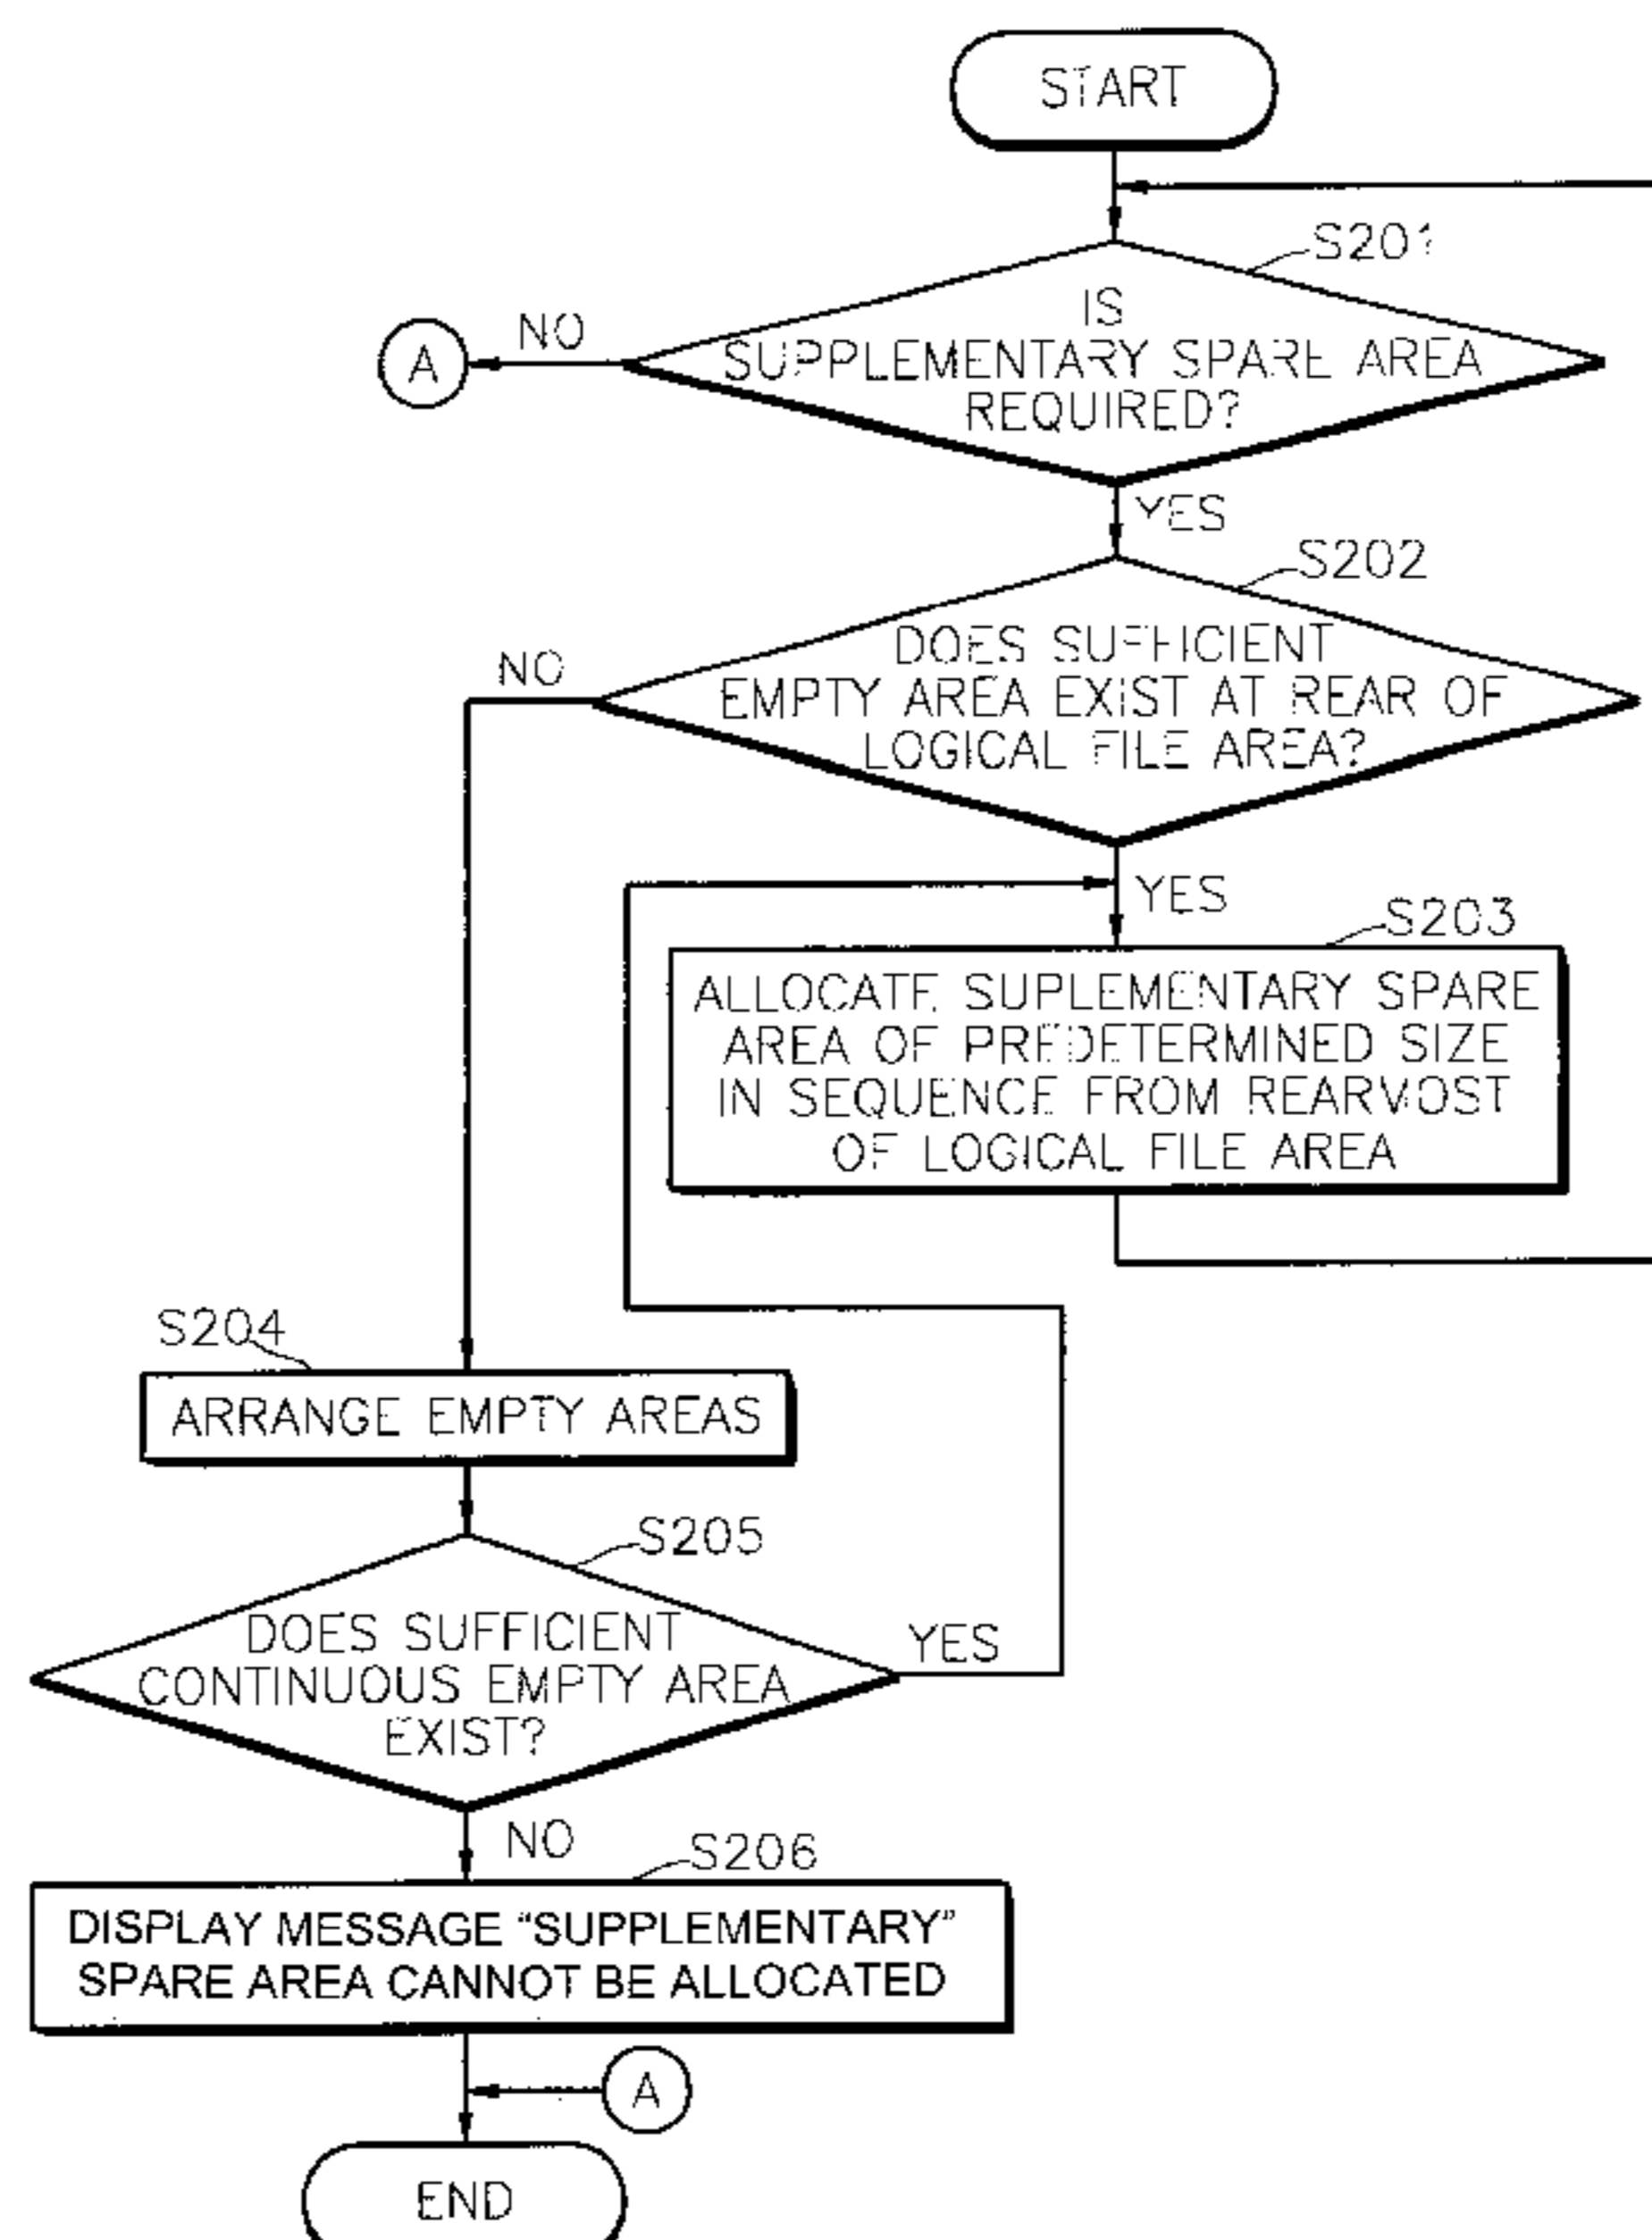 START
S201
IS
SUPPLEMENTARY SPARE AREA
REQUIRED?
NO
A
YES
S202
DOES SUFFICIENT
EMPTY AREA EXIST AT REAR OF
LOGICAL FILE AREA?
NO
YES
S203
ALLOCATE SUPLEMENTARY SPARE
AREA OF PREDETERMINED SIZE
IN SEQUENCE FROM REARMOST
OF LOGICAL FILE AREA
S204
ARRANGE EMPTY AREAS
S205
DOES SUFFICIENT
CONTINUOUS EMPTY AREA
EXIST?
YES
NO
S206
DISPLAY MESSAGE “SUPPLEMENTARY”
SPARE AREA CANNOT BE ALLOCATED
A
END